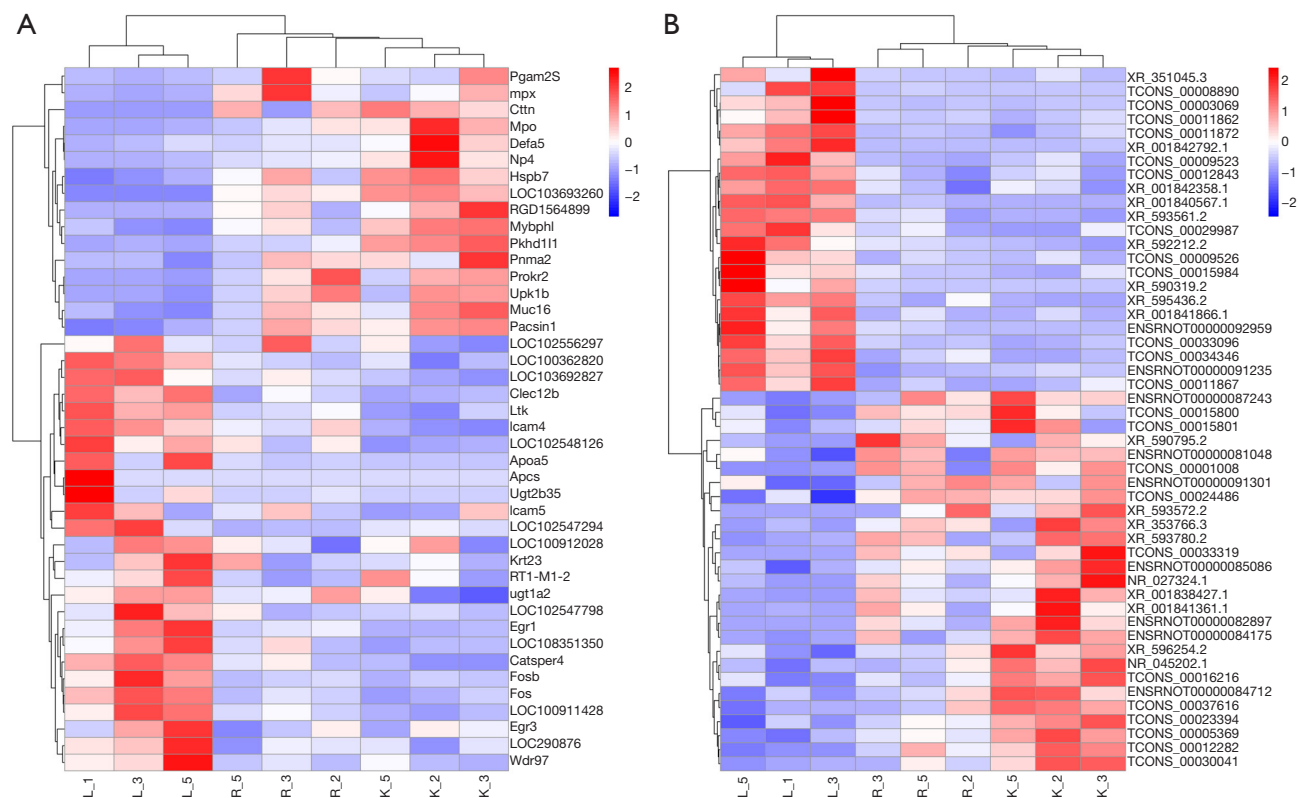 A
Pgam2S
mpx
Cttn
Mpo
Defa5
Np4
Hspb7
LOC103693260
RGD1564899
Mybphl
Pkhd1l1
Pnma2
Prokr2
Upk1b
Muc16
Pacsin1
LOC102556297
LOC100362820
LOC103692827
Clec12b
Ltk
Icam4
LOC102548126
Apoa5
Apcs
Ugt2b35
Icam5
LOC102547294
LOC100912028
Krt23
RT1-M1-2
ugt1a2
LOC102547798
Egr1
LOC108351350
Catsper4
Fosb
Fos
LOC100911428
Egr3
LOC290876
Wdr97
2
1
0
−1
−2
L_1 L_3 L_5 R_5 R_3 R_2 K_5 K_2 K_3
B
XR_351045.3
TCONS_00008890
TCONS_00003069
TCONS_00011862
TCONS_00011872
XR_001842792.1
TCONS_00009523
TCONS_00012843
XR_001842358.1
XR_001840567.1
XR_593561.2
TCONS_00029987
XR_592212.2
TCONS_00009526
TCONS_00015984
XR_590319.2
XR_595436.2
XR_001841866.1
ENSRNOT00000092959
TCONS_00033096
TCONS_00034346
ENSRNOT00000091235
TCONS_00011867
ENSRNOT00000087243
TCONS_00015800
TCONS_00015801
XR_590795.2
ENSRNOT00000081048
TCONS_00001008
ENSRNOT00000091301
TCONS_00024486
XR_593572.2
XR_353766.3
XR_593780.2
TCONS_00033319
ENSRNOT00000085086
NR_027324.1
XR_001838427.1
XR_001841361.1
ENSRNOT00000082897
ENSRNOT00000084175
XR_596254.2
NR_045202.1
TCONS_00016216
ENSRNOT00000084712
TCONS_00037616
TCONS_00023394
TCONS_00005369
TCONS_00012282
TCONS_00030041
2
1
0
−1
−2
L_5 L_1 L_3 R_3 R_5 R_2 K_5 K_2 K_3